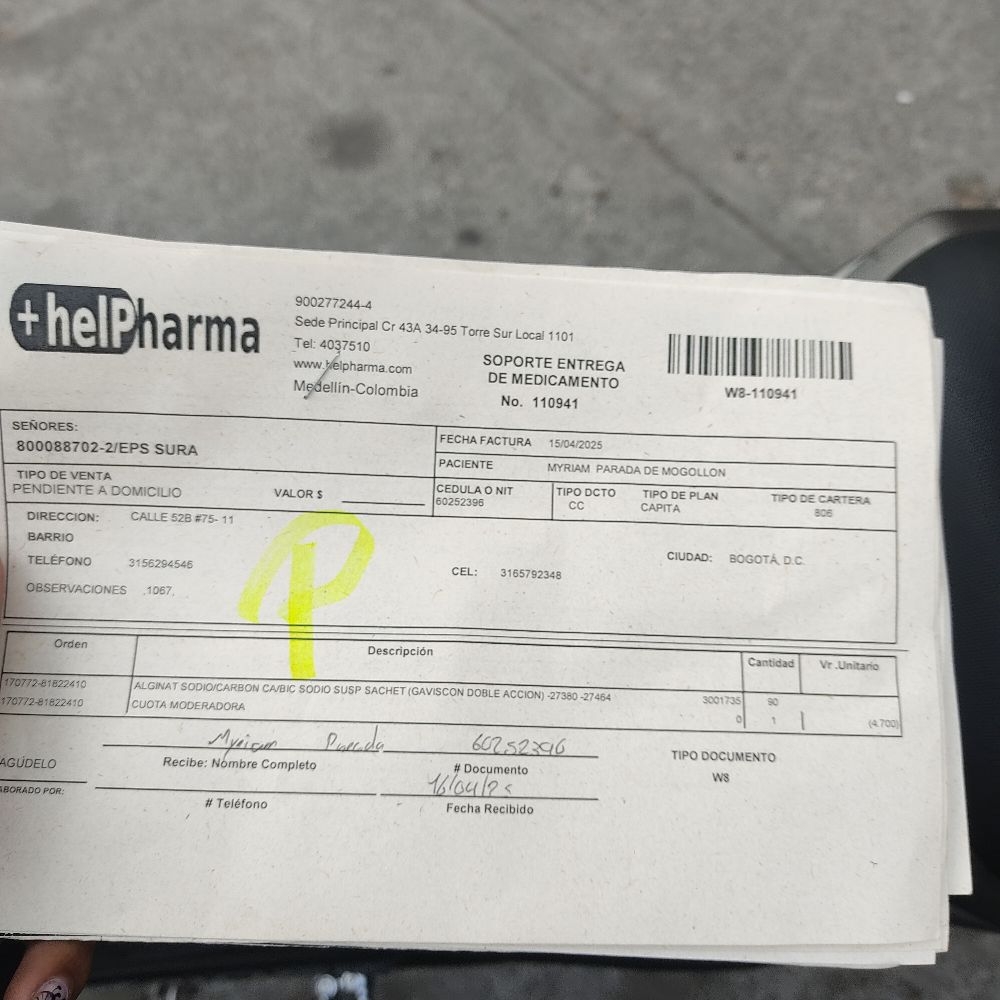 +helPharma
900277244-4
Sede Principal Cr 43A 34-95 Torre Sur Local 1101
Tel: 4037510
www.helpharma.com
Medellín-Colombia
SOPORTE ENTREGA
DE MEDICAMENTO
No. 110941
W8-110941
SEÑORES:
800088702-2/EPS SURA
FECHA FACTURA 15/04/2025
PACIENTE MYRIAM PARADA DE MOGOLLON
TIPO DE VENTA
PENDIENTE A DOMICILIO VALOR $
CEDULA O NIT TIPO DCTO TIPO DE PLAN TIPO DE CARTERA
60252396 CC CAPITA 806
DIRECCION: CALLE 52B #75- 11
BARRIO
TELÉFONO 3156294546
CEL: 3165792348
CIUDAD: BOGOTÁ, D.C.
OBSERVACIONES ,1067,
P
Orden Descripción Cantidad Vr .Unitario
170772-81822410 ALGINAT SODIO/CARBON CA/BIC SODIO SUSP SACHET (GAVISCON DOBLE ACCION) -27380 -27464 3001735 90
170772-81822410 CUOTA MODERADORA 0 1 (4.700)
Myriam Parada 60252396
AGÚDELO Recibe: Nombre Completo # Documento TIPO DOCUMENTO
W8
ABORADO POR: 16/04/25
# Teléfono Fecha Recibido